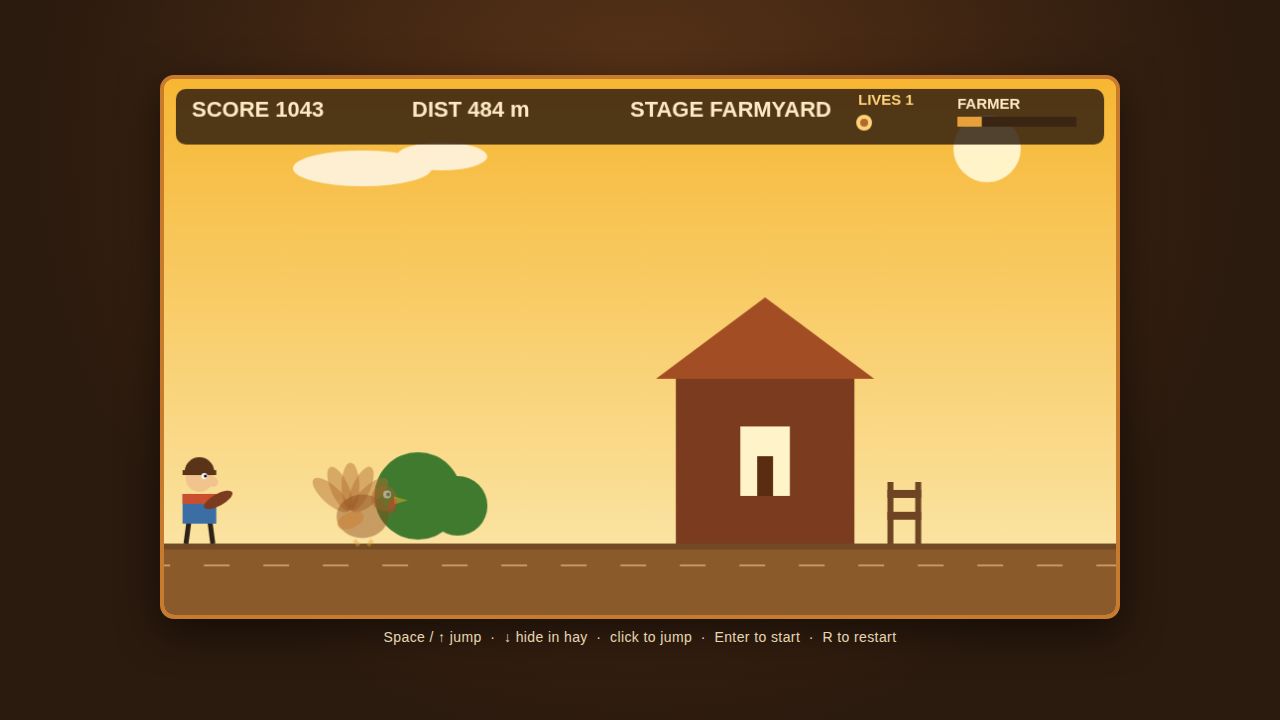 SCORE 1043
DIST 484 m
STAGE FARMYARD
LIVES 1
FARMER
Space / ↑ jump · ↓ hide in hay · click to jump · Enter to start · R to restart